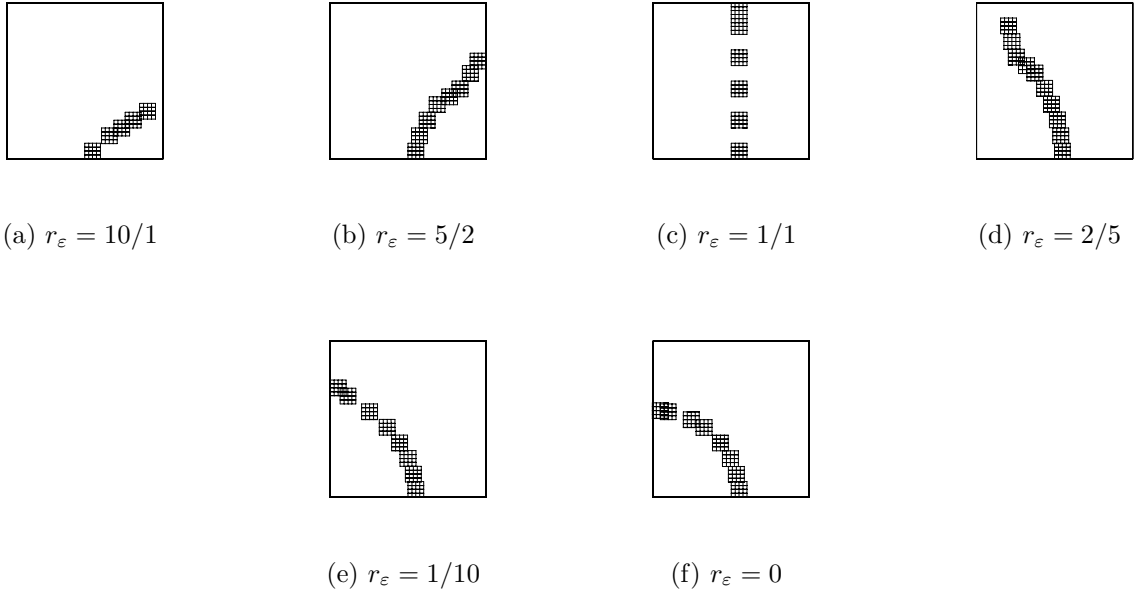 (a) r_ε = 10/1
(b) r_ε = 5/2
(c) r_ε = 1/1
(d) r_ε = 2/5
(e) r_ε = 1/10
(f) r_ε = 0